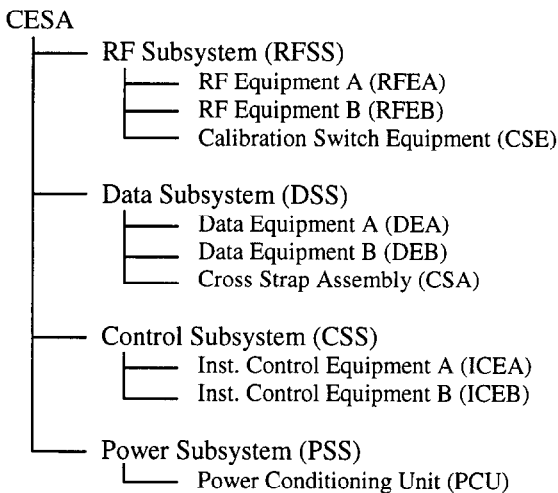 CESA
RF Subsystem (RFSS)
RF Equipment A (RFEA)
RF Equipment B (RFEB)
Calibration Switch Equipment (CSE)
Data Subsystem (DSS)
Data Equipment A (DEA)
Data Equipment B (DEB)
Cross Strap Assembly (CSA)
Control Subsystem (CSS)
Inst. Control Equipment A (ICEA)
Inst. Control Equipment B (ICEB)
Power Subsystem (PSS)
Power Conditioning Unit (PCU)